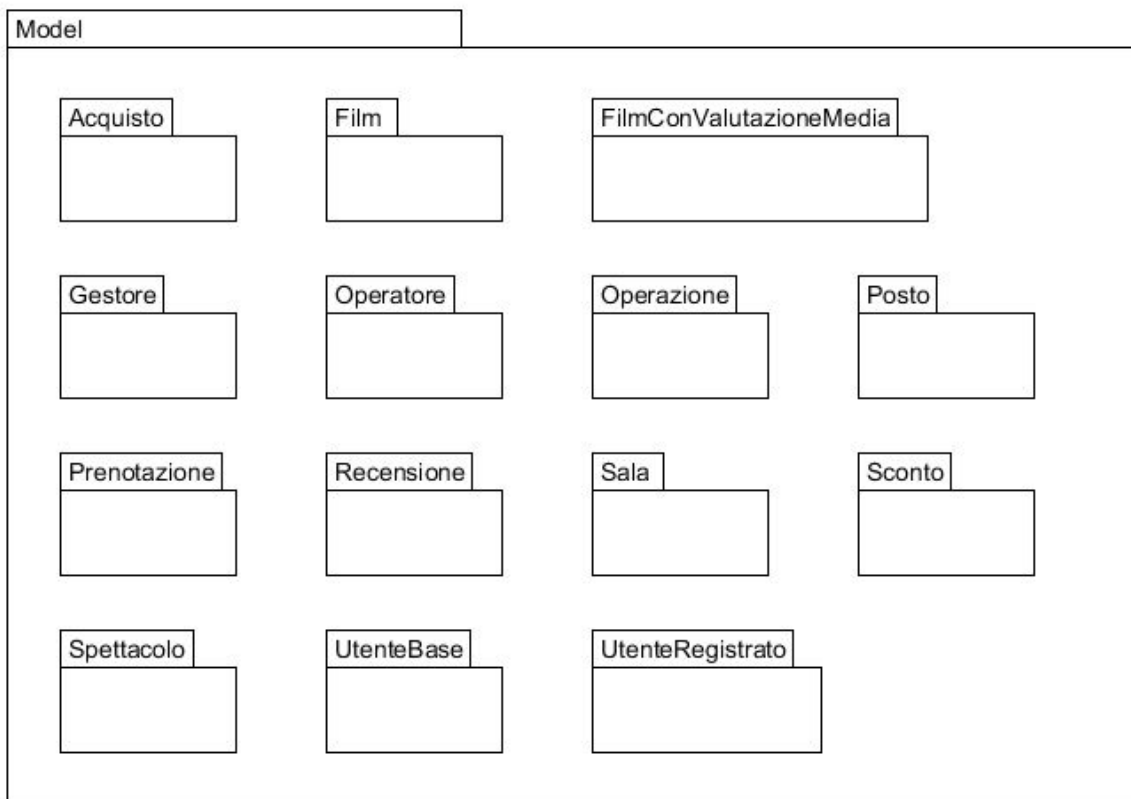 Model
Acquisto
Film
FilmConValutazioneMedia
Gestore
Operatore
Operazione
Posto
Prenotazione
Recensione
Sala
Sconto
Spettacolo
UtenteBase
UtenteRegistrato